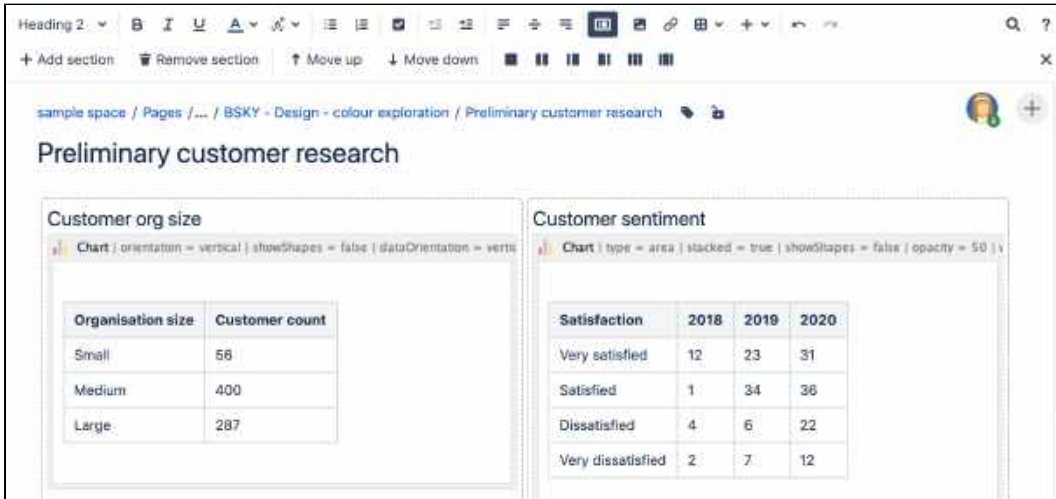 Heading 2 B I U A
+ Add section Remove section ↑ Move up ↓ Move down
sample space / Pages /... / BSKY - Design - colour exploration / Preliminary customer research
Preliminary customer research
Customer org size
Chart | orientation = vertical | showShapes = false | dataOrientation = vertic
Organisation size Customer count
Small 56
Medium 400
Large 287
Customer sentiment
Chart | type = area | stacked = true | showShapes = false | opacity = 50 |
Satisfaction 2018 2019 2020
Very satisfied 12 23 31
Satisfied 1 34 36
Dissatisfied 4 6 22
Very dissatisfied 2 7 12